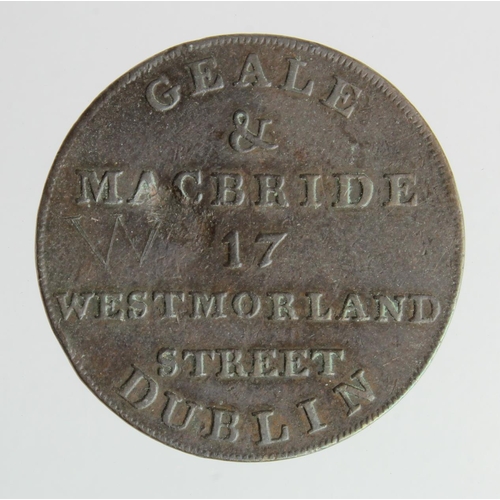 GEALE
&
MACBRIDE
W 17
WESTMORLAND
STREET
DUBLIN